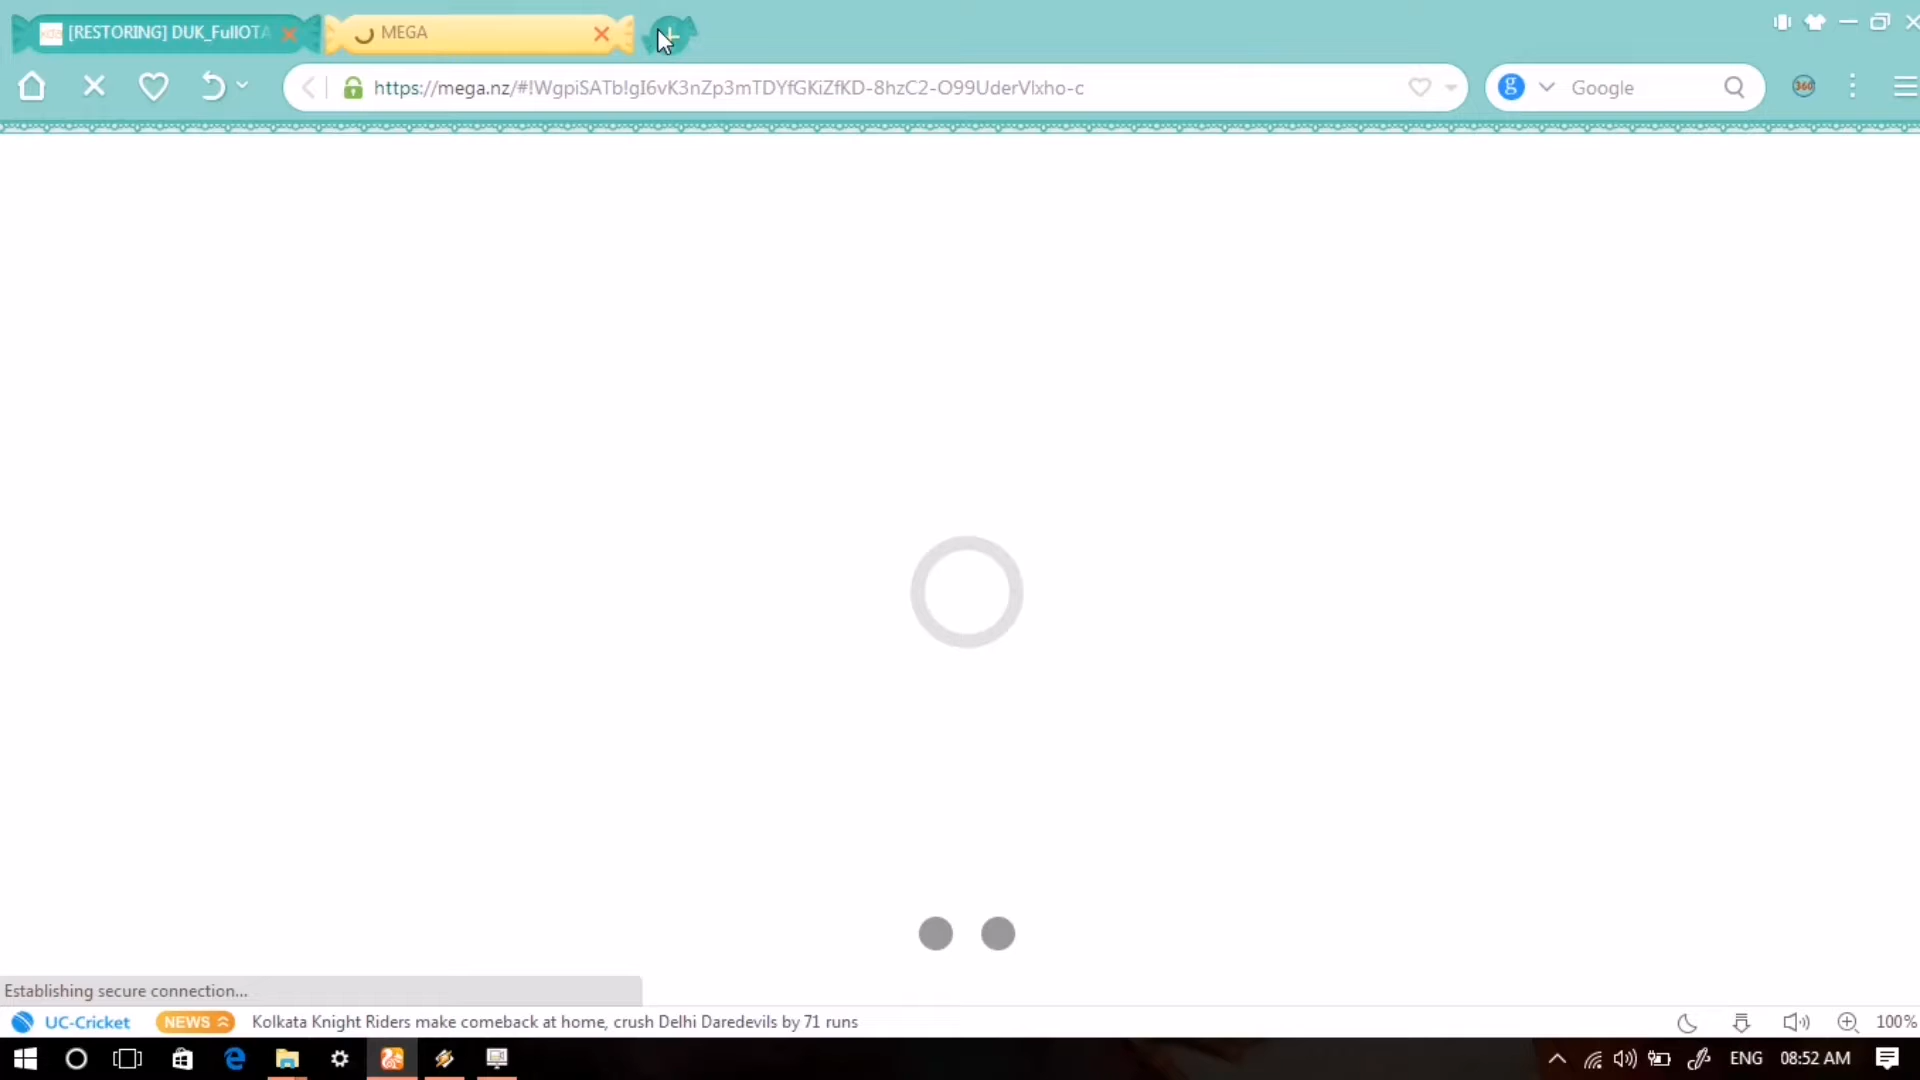 [RESTORING] DUK_FullOTA
MEGA
https://mega.nz/#!WgpiSATb!gI6vK3nZp3mTDYfGKiZfKD-8hzC2-O99UderVlxho-c
g
Google
360
Establishing secure connection...
UC-Cricket
NEWS
Kolkata Knight Riders make comeback at home, crush Delhi Daredevils by 71 runs
100%
ENG
08:52 AM